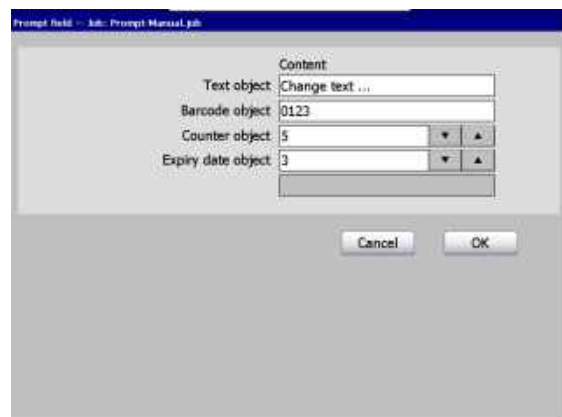 Prompt field -- Job: Prompt Manual.job
Content
Text object Change text ...
Barcode object 0123
Counter object 5
Expiry date object 3
Cancel OK